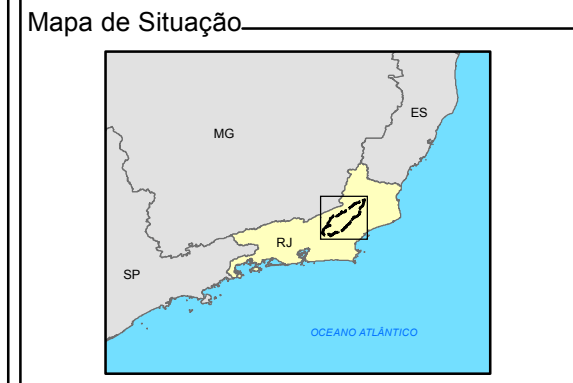 Mapa de Situação
ES
MG
RJ
SP
OCEANO ATLÂNTICO